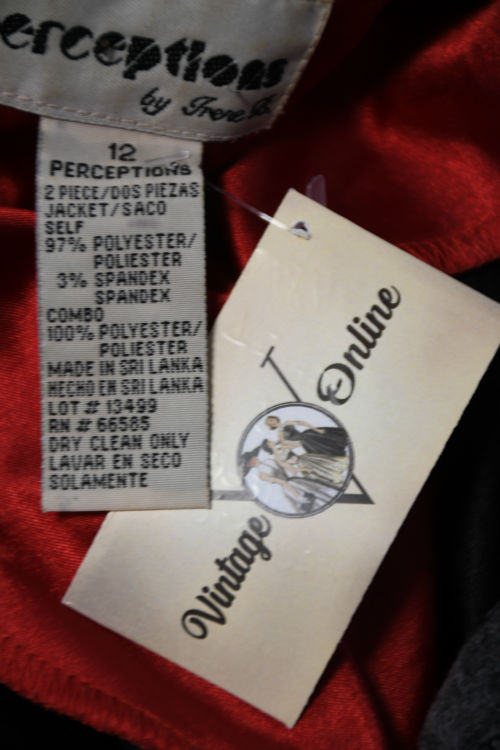 erceptions
by Irene B.
12
PERCEPTIONS
2 PIECE/DOS PIEZAS
JACKET/SACO
SELF
97% POLYESTER/
POLIESTER
3% SPANDEX
SPANDEX
COMBO
100% POLYESTER/
POLIESTER
MADE IN SRI LANKA
HECHO EN SRI LANKA
LOT # 13499
RN # 66585
DRY CLEAN ONLY
LAVAR EN SECO
SOLAMENTE
Vintage Online